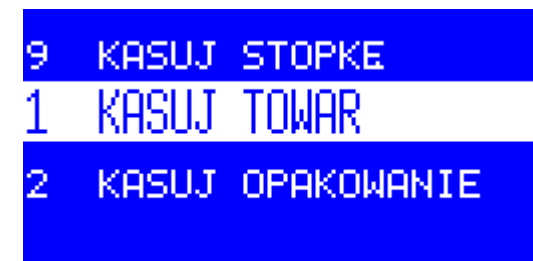 9 KASUJ STOPKE
1 KASUJ TOWAR
2 KASUJ OPAKOWANIE